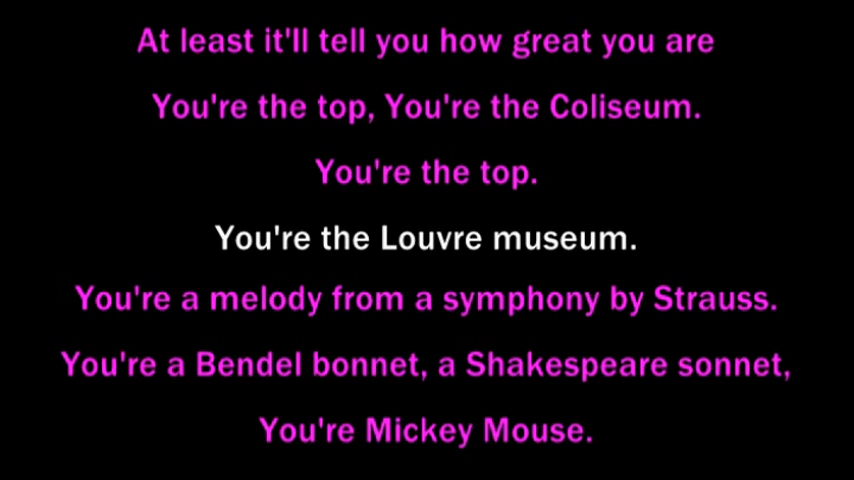 At least it'll tell you how great you are
You're the top, You're the Coliseum.
You're the top.
You're the Louvre museum.
You're a melody from a symphony by Strauss.
You're a Bendel bonnet, a Shakespeare sonnet,
You're Mickey Mouse.